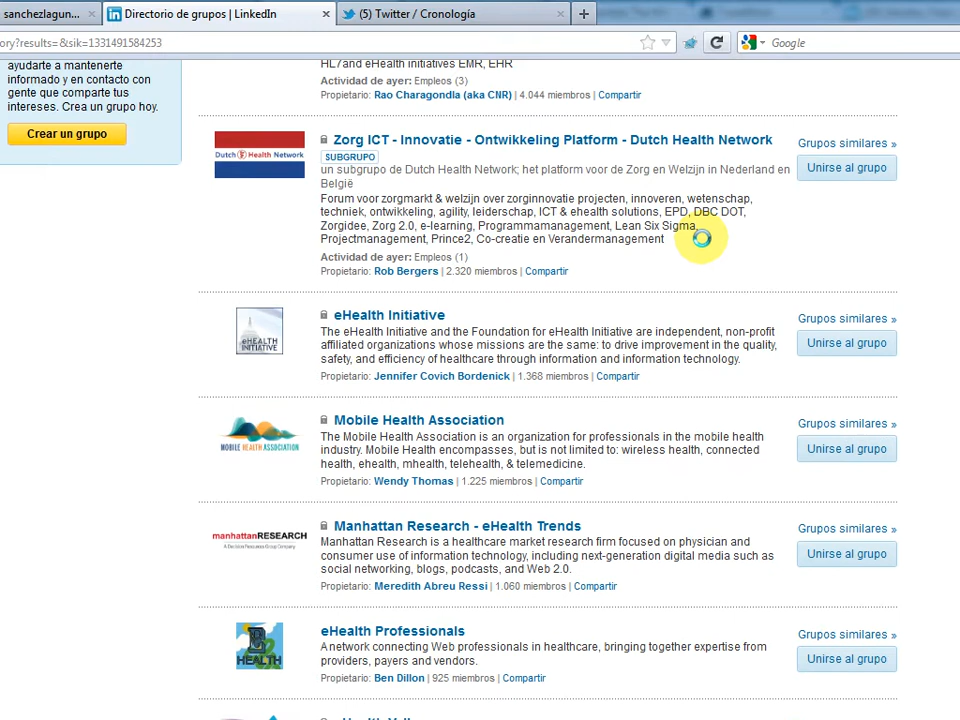 sanchezlagun...
Directorio de grupos | LinkedIn
(5) Twitter / Cronología
ory?results=&sik=1331491584253
Google
ayudarte a mantenerte
informado y en contacto con
gente que comparte tus
intereses. Crea un grupo hoy.
Crear un grupo
HL7and eHealth initiatives EMR, EHR
Actividad de ayer: Empleos (3)
Propietario: Rao Charagondla (aka CNR) | 4.044 miembros | Compartir
Dutch Health Network
Zorg ICT - Innovatie - Ontwikkeling Platform - Dutch Health Network
SUBGRUPO
un subgrupo de Dutch Health Network; het platform voor de Zorg en Welzijn in Nederland en
België
Forum voor zorgmarkt & welzijn over zorginnovatie projecten, innoveren, wetenschap,
techniek, ontwikkeling, agility, leiderschap, ICT & ehealth solutions, EPD, DBC DOT,
Zorgidee, Zorg 2.0, e-learning, Programmamanagement, Lean Six Sigma,
Projectmanagement, Prince2, Co-creatie en Verandermanagement
Actividad de ayer: Empleos (1)
Propietario: Rob Bergers | 2.320 miembros | Compartir
Grupos similares »
Unirse al grupo
eHEALTH
INITIATIVE
eHealth Initiative
The eHealth Initiative and the Foundation for eHealth Initiative are independent, non-profit
affiliated organizations whose missions are the same: to drive improvement in the quality,
safety, and efficiency of healthcare through information and information technology.
Propietario: Jennifer Covich Bordenick | 1.368 miembros | Compartir
Grupos similares »
Unirse al grupo
MOBILE HEALTH ASSOCIATION
Mobile Health Association
The Mobile Health Association is an organization for professionals in the mobile health
industry. Mobile Health encompasses, but is not limited to: wireless health, connected
health, ehealth, mhealth, telehealth, & telemedicine.
Propietario: Wendy Thomas | 1.225 miembros | Compartir
Grupos similares »
Unirse al grupo
manhattanRESEARCH
A Decision Resources Group Company
Manhattan Research - eHealth Trends
Manhattan Research is a healthcare market research firm focused on physician and
consumer use of information technology, including next-generation digital media such as
social networking, blogs, podcasts, and Web 2.0.
Propietario: Meredith Abreu Ressi | 1.060 miembros | Compartir
Grupos similares »
Unirse al grupo
HEALTH
eHealth Professionals
A network connecting Web professionals in healthcare, bringing together expertise from
providers, payers and vendors.
Propietario: Ben Dillon | 925 miembros | Compartir
Grupos similares »
Unirse al grupo